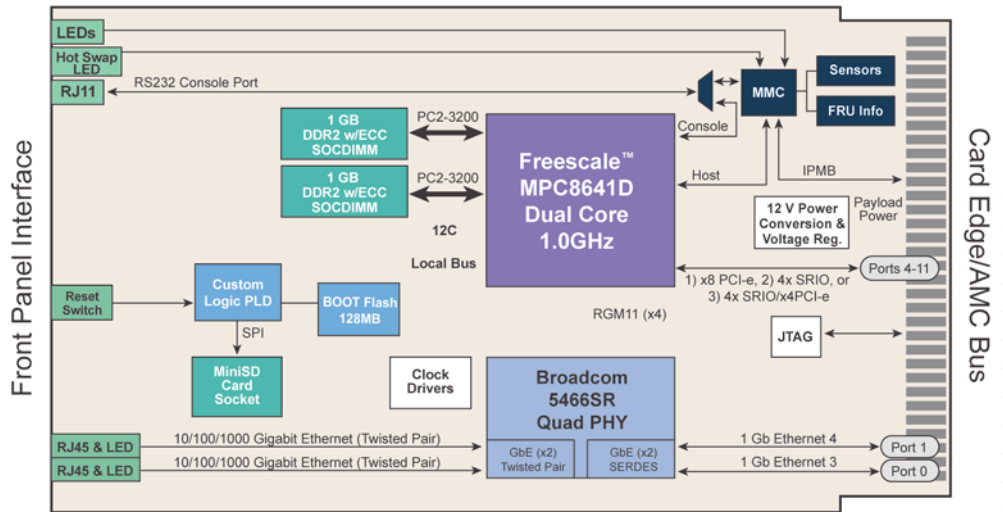 Front Panel Interface
LEDs
Hot Swap
LED
RJ11
RS232 Console Port
MMC
Sensors
FRU Info
Console
Host
IPMB
Payload
Power
1 GB
DDR2 w/ECC
SOCDIMM
PC2-3200
1 GB
DDR2 w/ECC
SOCDIMM
PC2-3200
Freescale™
MPC8641D
Dual Core
1.0GHz
12 V Power
Conversion &
Voltage Reg.
12C
Local Bus
Ports 4-11
1) x8 PCI-e, 2) 4x SRIO, or
3) 4x SRIO/x4PCI-e
Reset
Switch
Custom
Logic PLD
BOOT Flash
128MB
SPI
MiniSD
Card
Socket
RGM11 (x4)
JTAG
Clock
Drivers
Broadcom
5466SR
Quad PHY
GbE (x2)
Twisted Pair
GbE (x2)
SERDES
RJ45 & LED
10/100/1000 Gigabit Ethernet (Twisted Pair)
1 Gb Ethernet 4
Port 1
RJ45 & LED
10/100/1000 Gigabit Ethernet (Twisted Pair)
1 Gb Ethernet 3
Port 0
Card Edge/AMC Bus